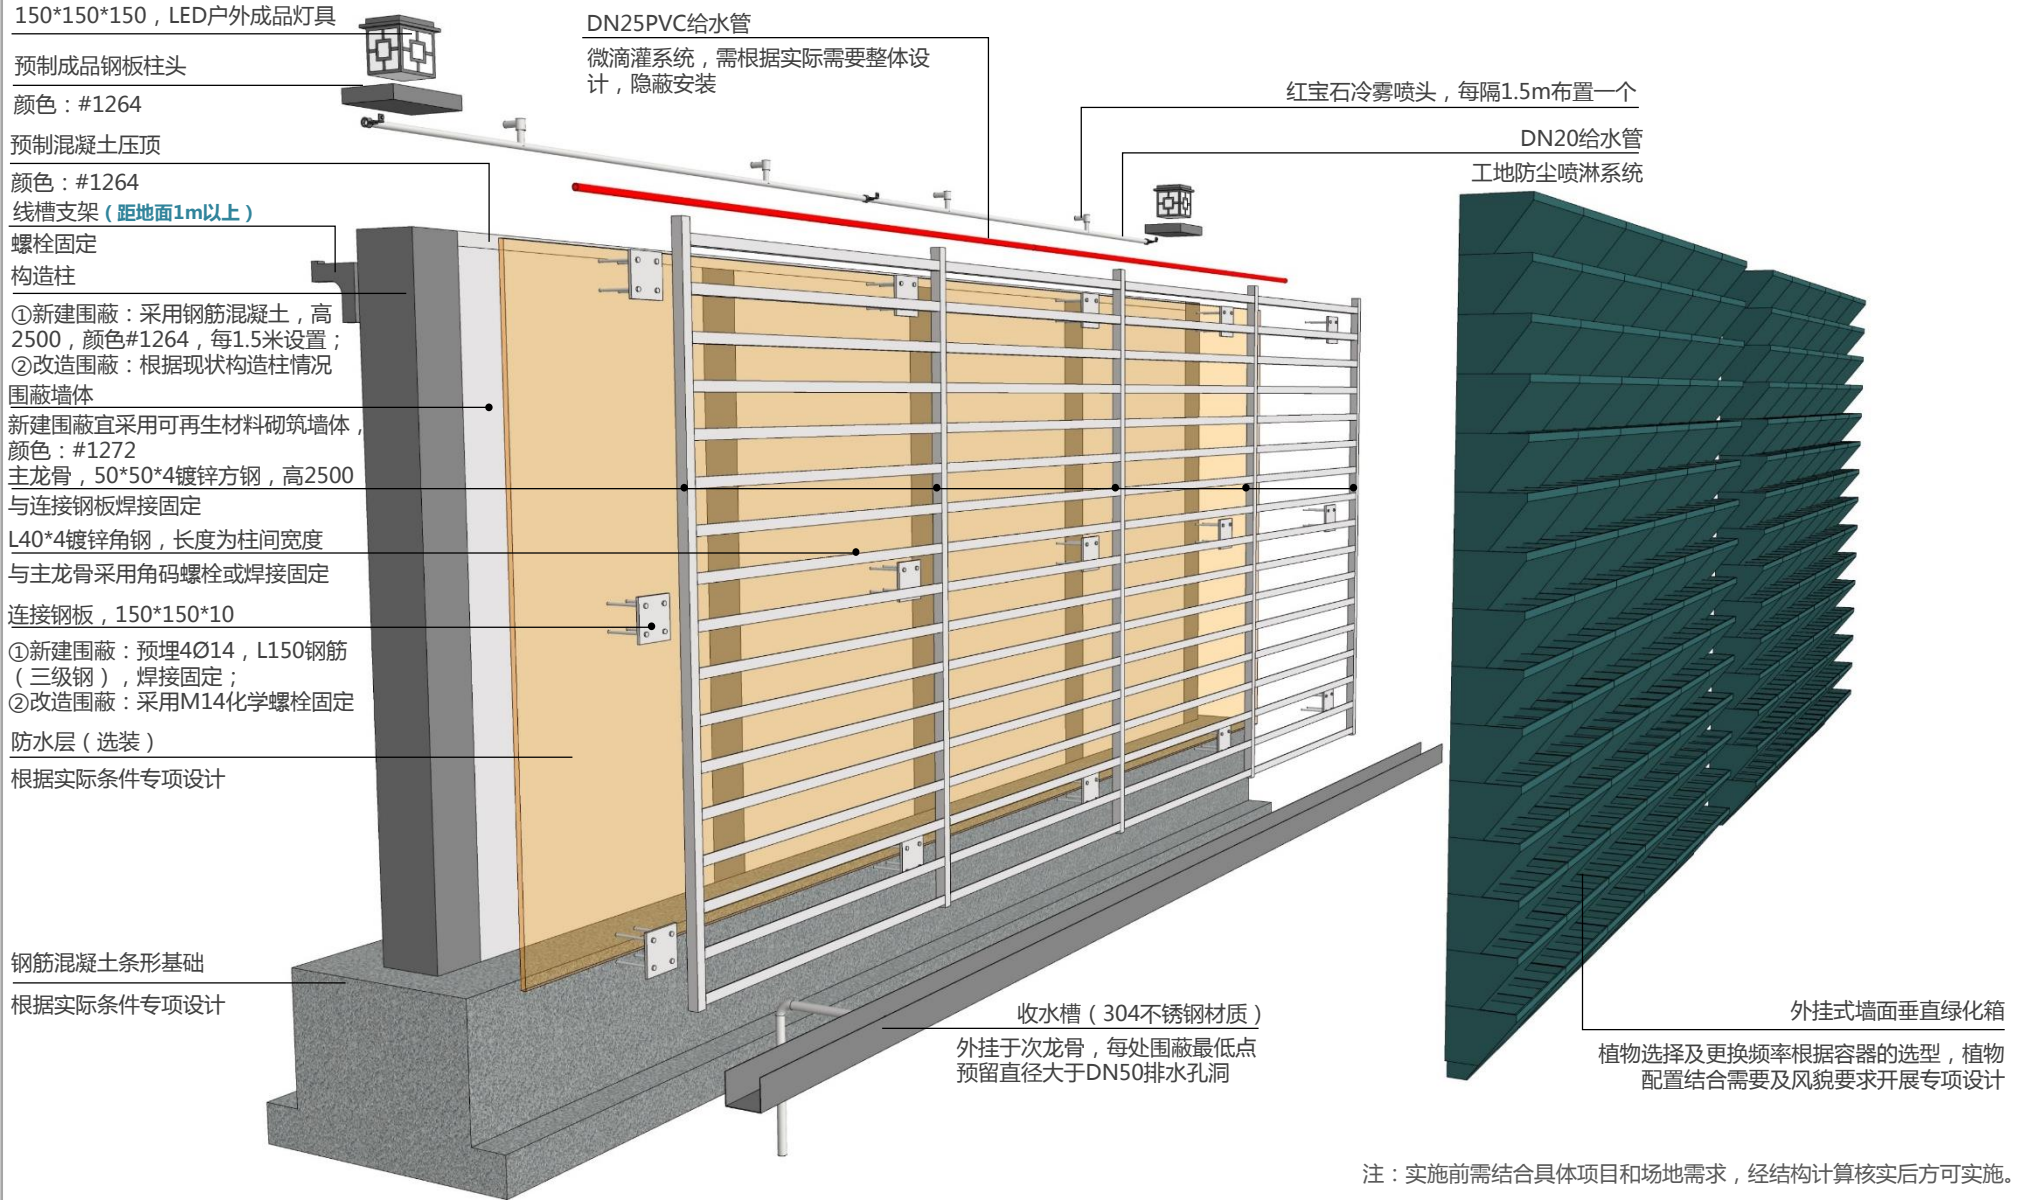 150*150*150，LED户外成品灯具
预制成品钢板柱头
颜色：#1264
预制混凝土压顶
颜色：#1264
线槽支架（距地面1m以上）
螺栓固定
构造柱
①新建围蔽：采用钢筋混凝土，高
2500，颜色#1264，每1.5米设置；
②改造围蔽：根据现状构造柱情况
围蔽墙体
新建围蔽宜采用可再生材料砌筑墙体，
颜色：#1272
主龙骨，50*50*4镀锌方钢，高2500
与连接钢板焊接固定
L40*4镀锌角钢，长度为柱间宽度
与主龙骨采用角码螺栓或焊接固定
连接钢板，150*150*10
①新建围蔽：预埋4Ø14，L150钢筋
（三级钢），焊接固定；
②改造围蔽：采用M14化学螺栓固定
防水层（选装）
根据实际条件专项设计
钢筋混凝土条形基础
根据实际条件专项设计
DN25PVC给水管
微滴灌系统，需根据实际需要整体设
计，隐蔽安装
红宝石冷雾喷头，每隔1.5m布置一个
DN20给水管
工地防尘喷淋系统
收水槽（304不锈钢材质）
外挂于次龙骨，每处围蔽最低点
预留直径大于DN50排水孔洞
外挂式墙面垂直绿化箱
植物选择及更换频率根据容器的选型，植物
配置结合需要及风貌要求开展专项设计
注：实施前需结合具体项目和场地需求，经结构计算核实后方可实施。